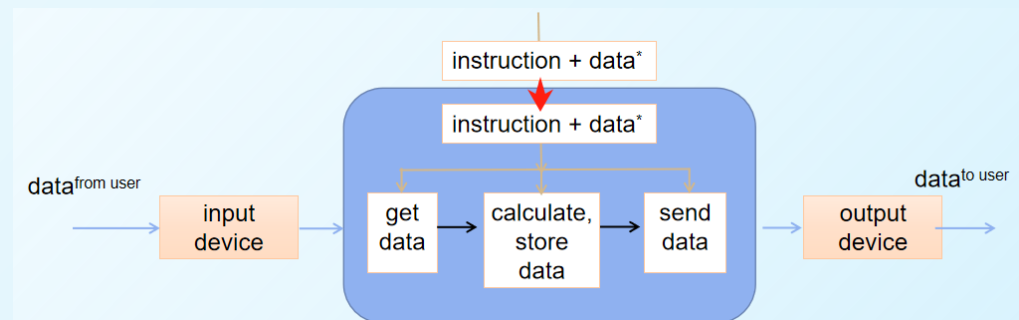 instruction + data*
instruction + data*
data from user
input
device
get
data
calculate,
store
data
send
data
data to user
output
device